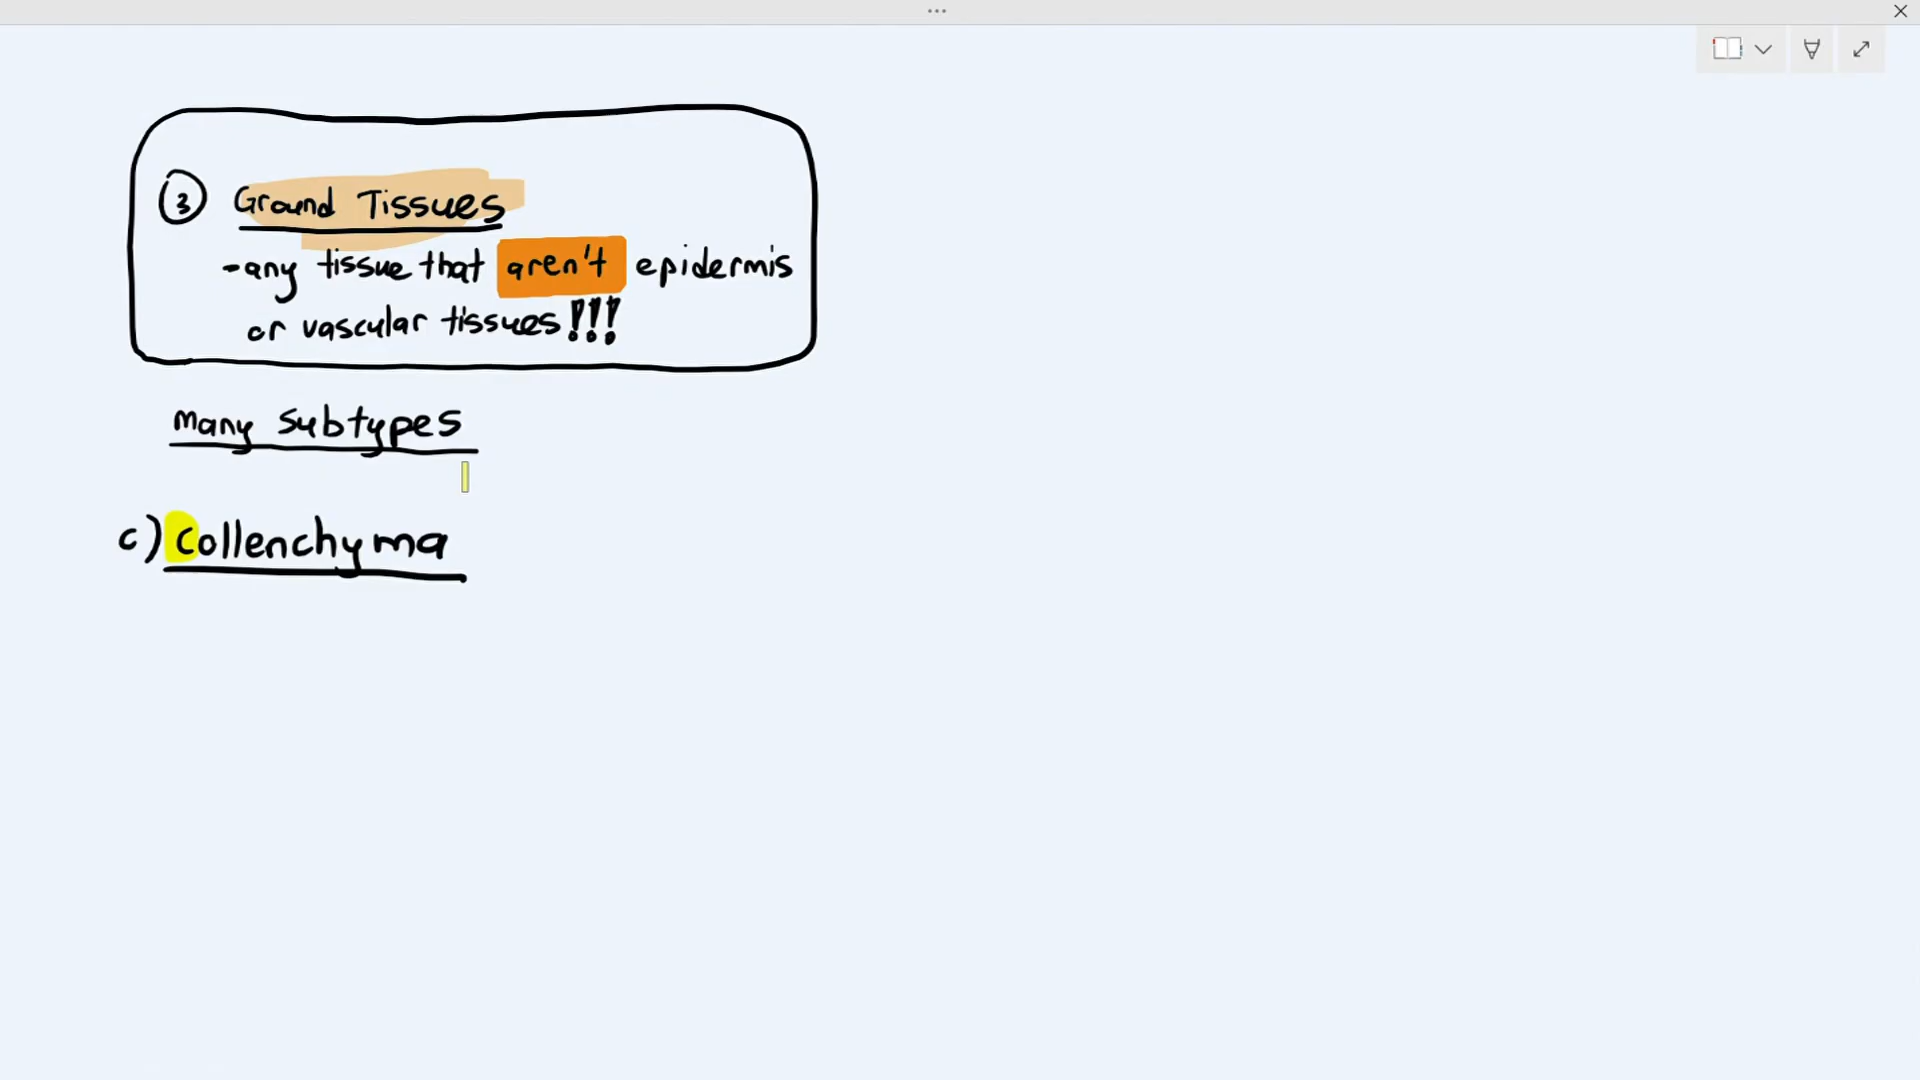 3 Ground Tissues
-any tissue that aren't epidermis
or vascular tissues!!!
Many subtypes
c) Collenchyma